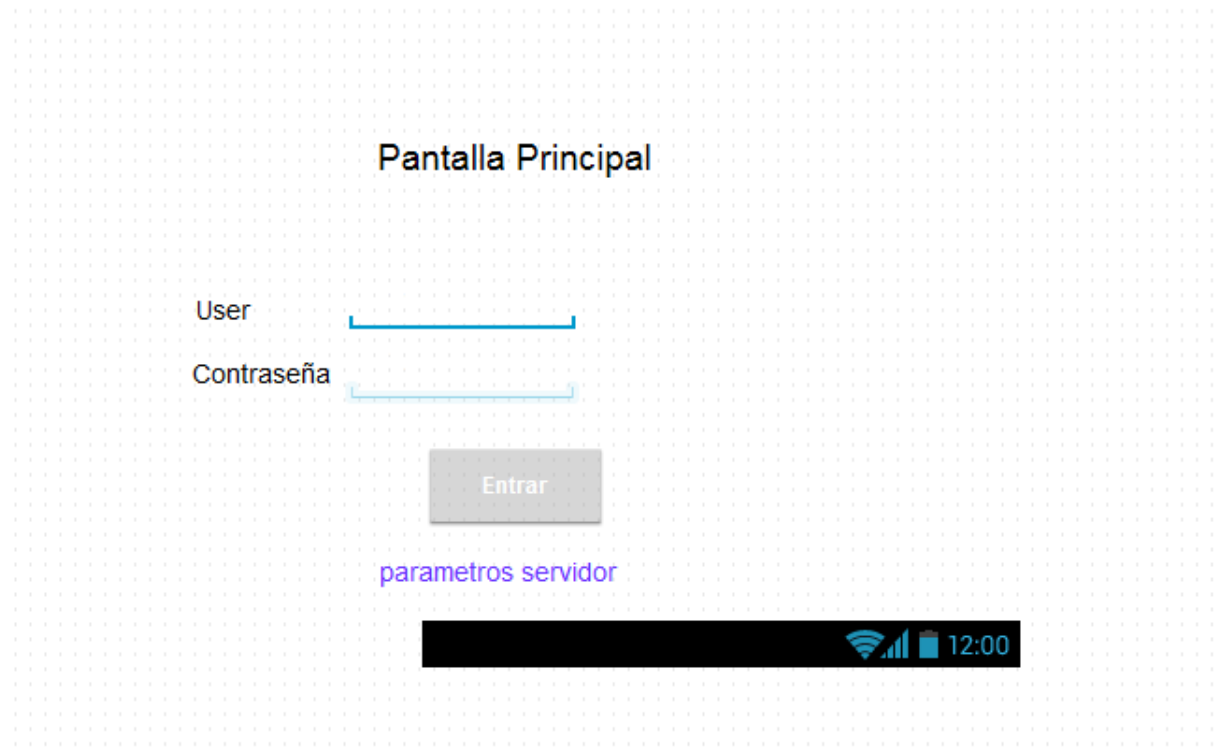 Pantalla Principal
User
Contraseña
Entrar
parametros servidor
12:00